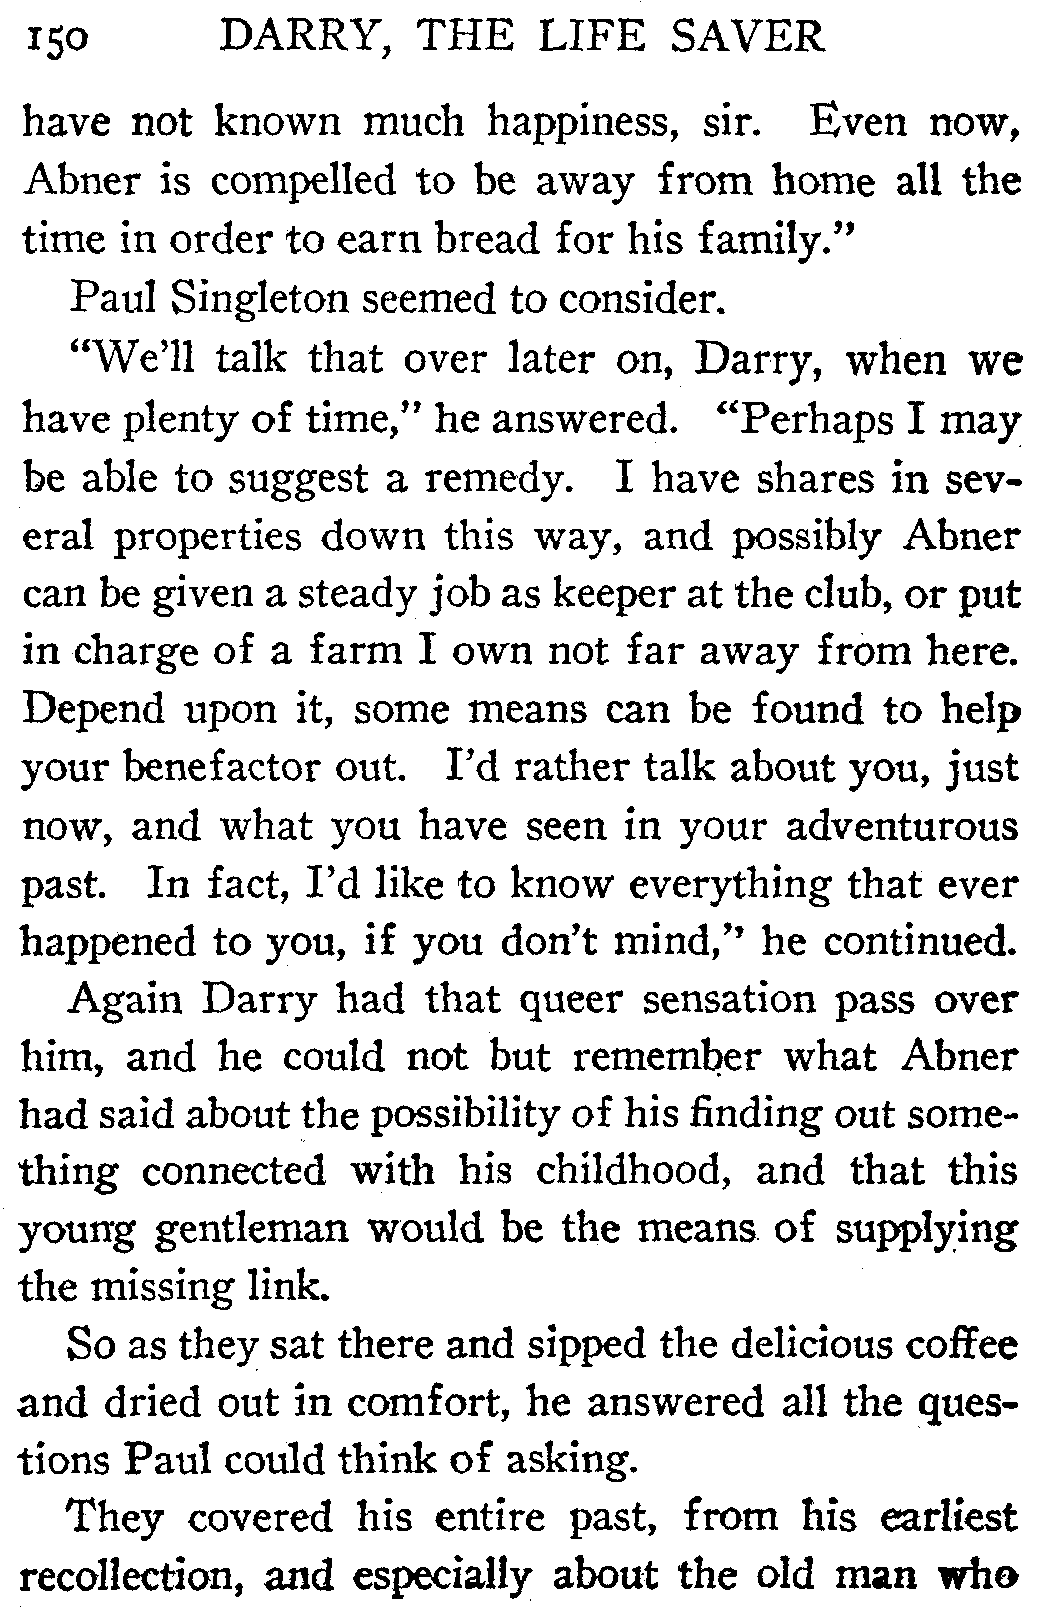 150 DARRY, THE LIFE SAVER
have not known much happiness, sir. Even now,
Abner is compelled to be away from home all the
time in order to earn bread for his family."
Paul Singleton seemed to consider.
"We'll talk that over later on, Darry, when we
have plenty of time," he answered. "Perhaps I may
be able to suggest a remedy. I have shares in sev-
eral properties down this way, and possibly Abner
can be given a steady job as keeper at the club, or put
in charge of a farm I own not far away from here.
Depend upon it, some means can be found to help
your benefactor out. I'd rather talk about you, just
now, and what you have seen in your adventurous
past. In fact, I'd like to know everything that ever
happened to you, if you don't mind," he continued.
Again Darry had that queer sensation pass over
him, and he could not but remember what Abner
had said about the possibility of his finding out some-
thing connected with his childhood, and that this
young gentleman would be the means of supplying
the missing link.
So as they sat there and sipped the delicious coffee
and dried out in comfort, he answered all the ques-
tions Paul could think of asking.
They covered his entire past, from his earliest
recollection, and especially about the old man who